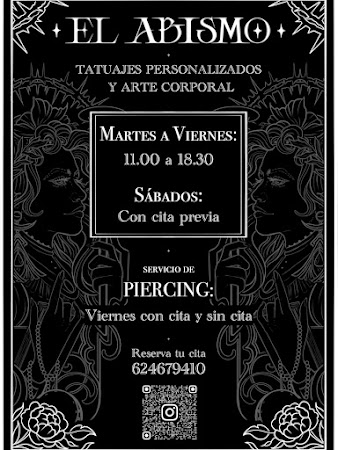 EL ABISMO
TATUAJES PERSONALIZADOS
Y ARTE CORPORAL
MARTES A VIERNES:
11.00 a 18.30
SÁBADOS:
Con cita previa
SERVICIO DE
PIERCING:
Viernes con cita y sin cita
Reserva tu cita
624679410